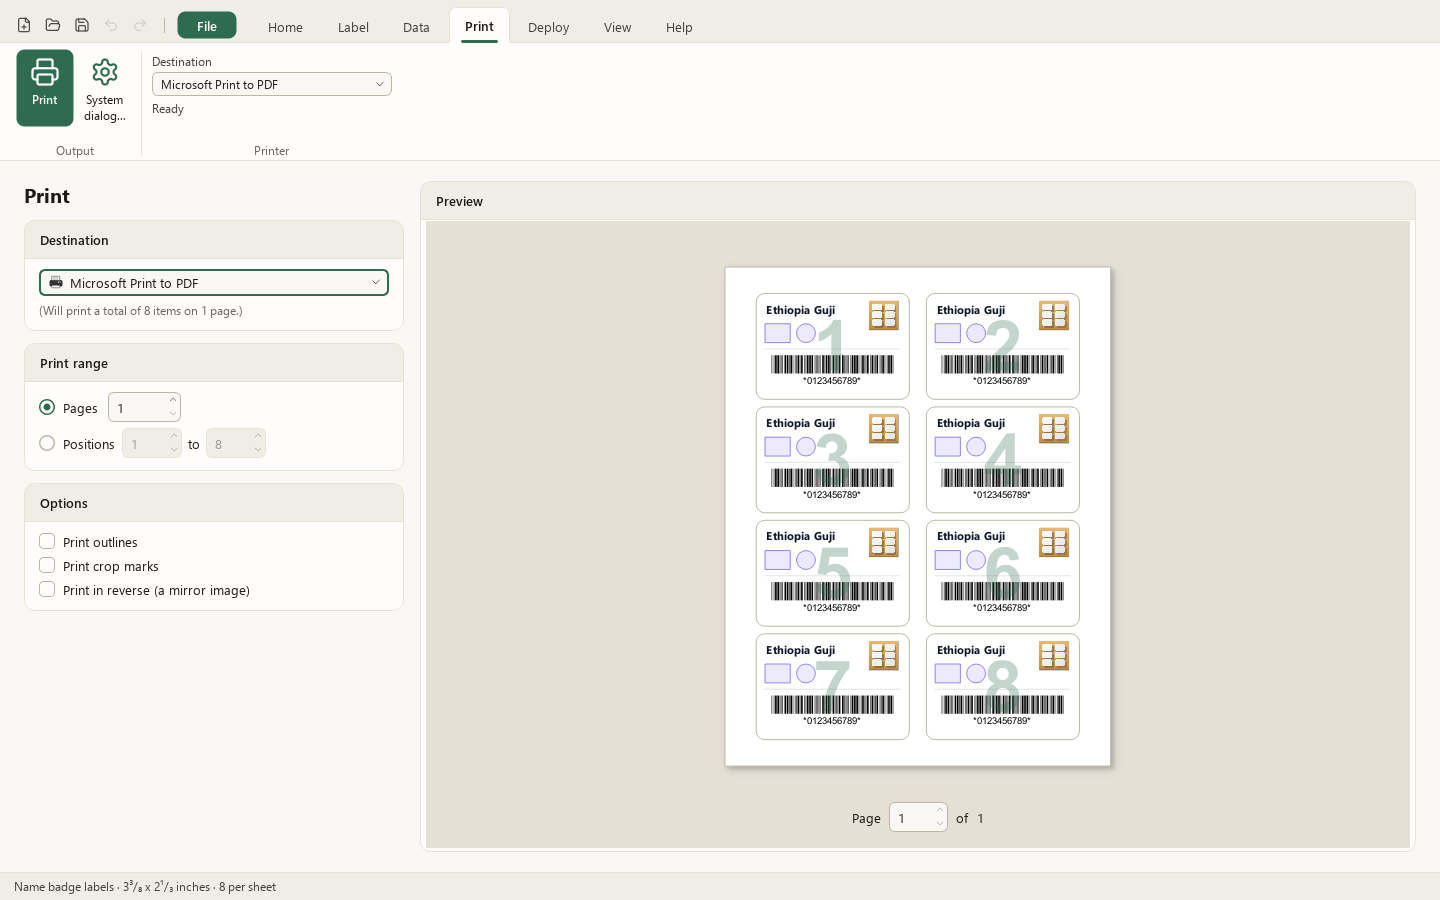 File
Home
Label
Data
Print
Deploy
View
Help
Print
System
dialog...
Output
Destination
Microsoft Print to PDF
Ready
Printer
Print
Destination
Microsoft Print to PDF
(Will print a total of 8 items on 1 page.)
Print range
Pages 1
Positions 1 to 8
Options
Print outlines
Print crop marks
Print in reverse (a mirror image)
Preview
Ethiopia Guji
1
*0123456789*
Ethiopia Guji
2
*0123456789*
Ethiopia Guji
3
*0123456789*
Ethiopia Guji
4
*0123456789*
Ethiopia Guji
5
*0123456789*
Ethiopia Guji
6
*0123456789*
Ethiopia Guji
7
*0123456789*
Ethiopia Guji
8
*0123456789*
Page 1 of 1
Name badge labels · 3³/₈ x 2¹/₃ inches · 8 per sheet